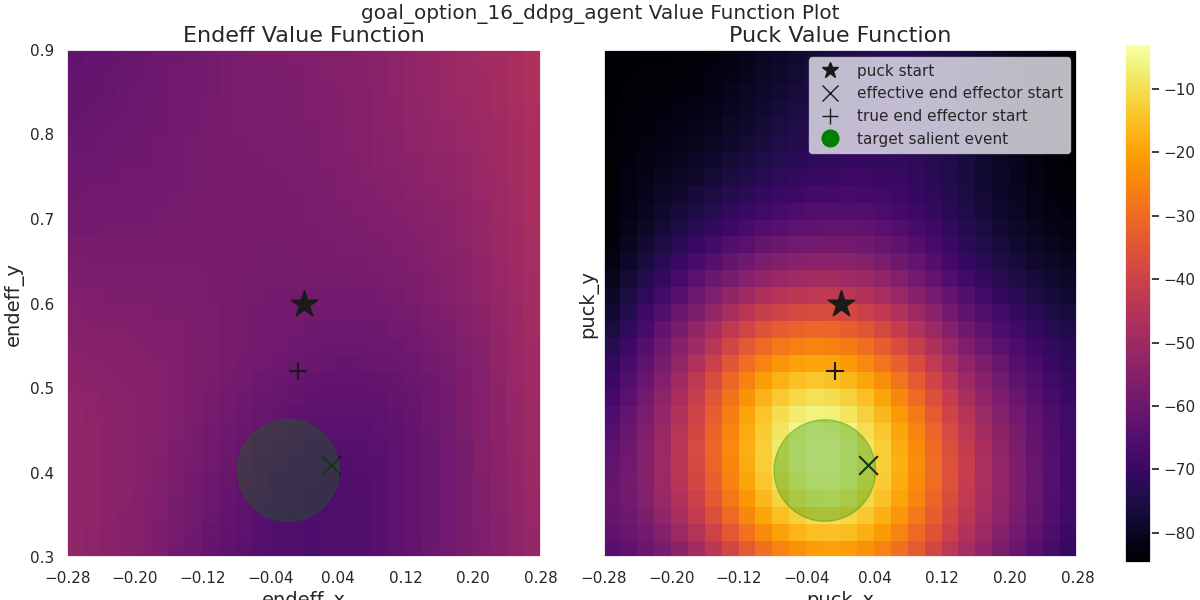 goal_option_16_ddpg_agent Value Function Plot
Endeff Value Function
0.9
0.8
0.7
0.6
0.5
0.4
0.3
endeff_y
−0.28 −0.20 −0.12 −0.04 0.04 0.12 0.20 0.28
endeff_x
Puck Value Function
puck start
effective end effector start
true end effector start
target salient event
puck_y
−0.28 −0.20 −0.12 −0.04 0.04 0.12 0.20 0.28
puck_x
−10
−20
−30
−40
−50
−60
−70
−80